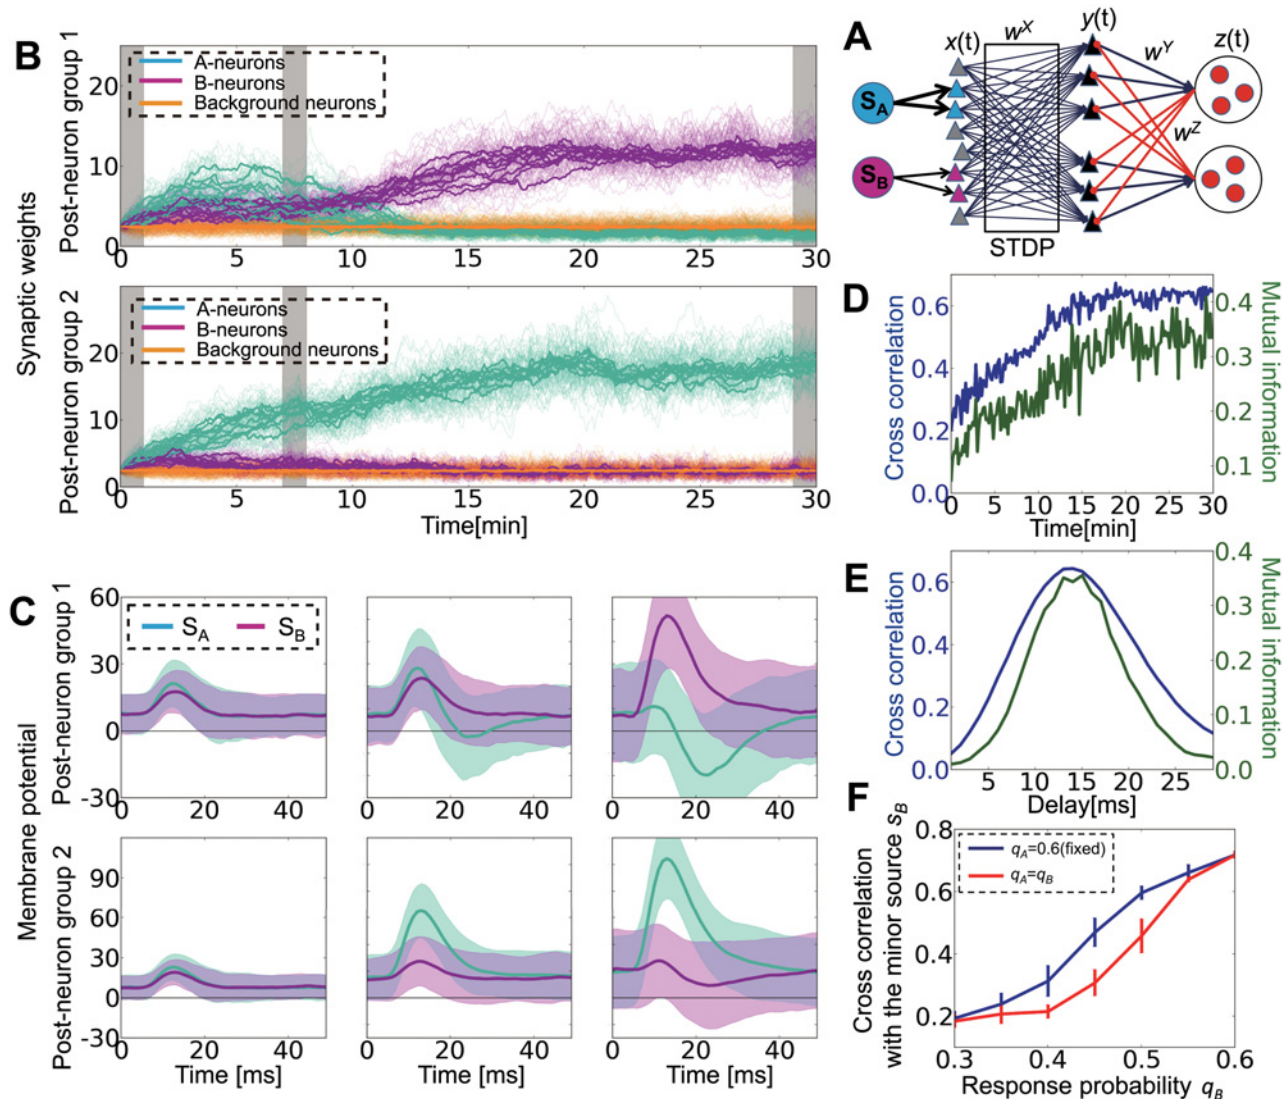 B
Synaptic weights
Post-neuron group 1
20
10
0
A-neurons
B-neurons
Background neurons
0 5 10 15 20 25 30
Post-neuron group 2
20
10
0
A-neurons
B-neurons
Background neurons
0 5 10 15 20 25 30
Time[min]
A
x(t) w^X y(t) w^Y z(t)
S_A
S_B
w^Z
STDP
D
Cross correlation
0.6
0.4
0.2
0.0
Mutual information
0.4
0.3
0.2
0.1
0 5 10 15 20 25 30
Time[min]
C
Membrane potential
Post-neuron group 1
60
30
0
-30
S_A S_B
0 20 40 0 20 40 0 20 40
Post-neuron group 2
90
60
30
0
-30
0 20 40 0 20 40 0 20 40
Time [ms] Time [ms] Time [ms]
E
Cross correlation
0.6
0.4
0.2
0.0
Mutual information
0.4
0.3
0.2
0.1
0.0
5 10 15 20 25
Delay[ms]
F
Cross correlation
with the minor source s_B
0.8
0.6
0.4
0.2
q_A=0.6(fixed)
q_A=q_B
0.3 0.4 0.5 0.6
Response probability q_B